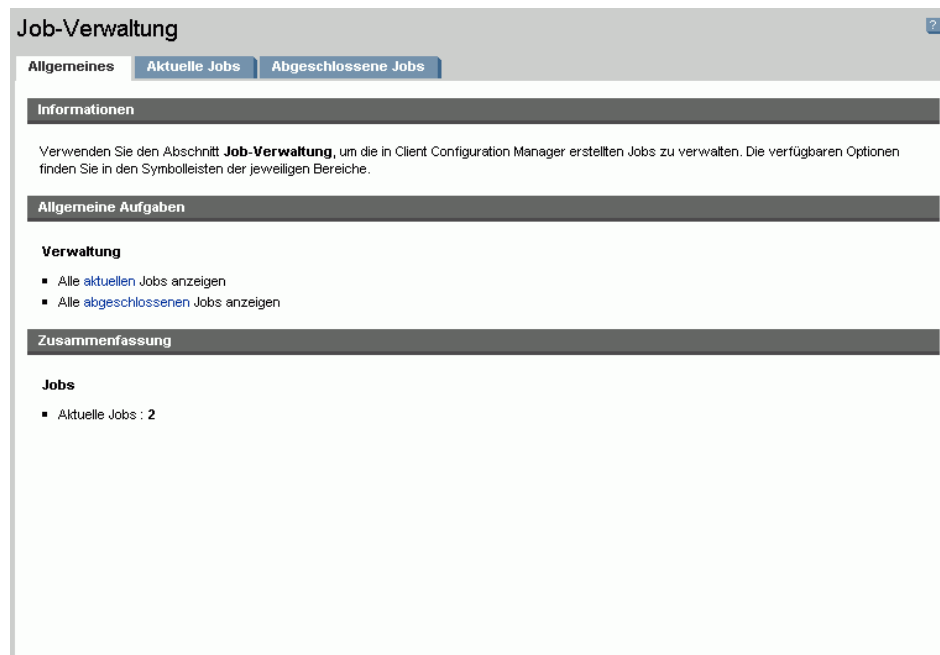 Job-Verwaltung
?
Allgemeines
Aktuelle Jobs
Abgeschlossene Jobs
Informationen
Verwenden Sie den Abschnitt Job-Verwaltung, um die in Client Configuration Manager erstellten Jobs zu verwalten. Die verfügbaren Optionen
finden Sie in den Symbolleisten der jeweiligen Bereiche.
Allgemeine Aufgaben
Verwaltung
Alle aktuellen Jobs anzeigen
Alle abgeschlossenen Jobs anzeigen
Zusammenfassung
Jobs
Aktuelle Jobs : 2